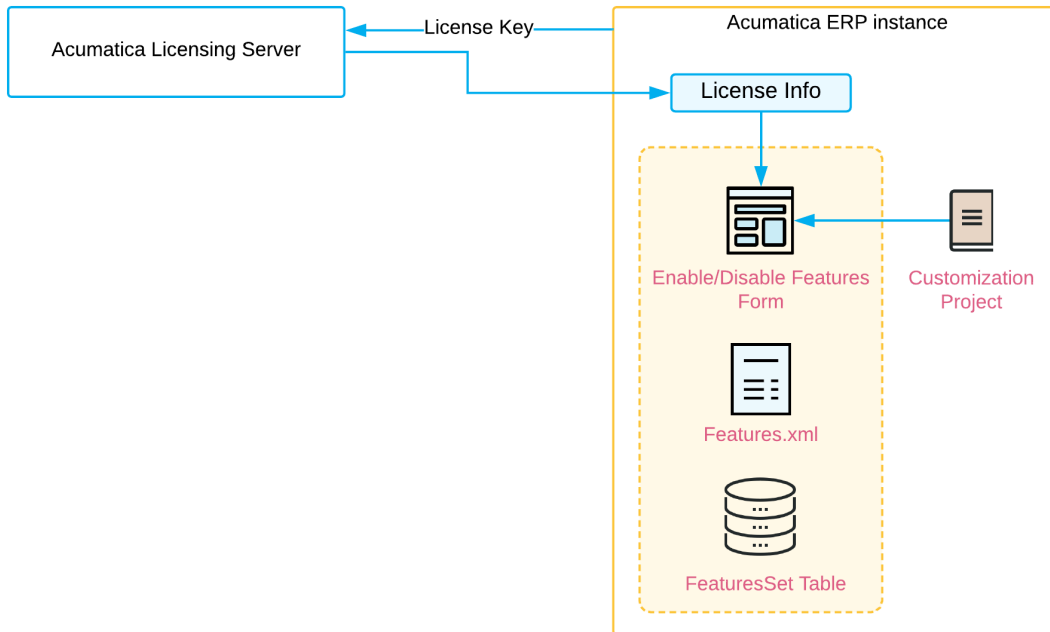 Acumatica Licensing Server
License Key
Acumatica ERP instance
License Info
Enable/Disable Features
Form
Customization
Project
Features.xml
FeaturesSet Table